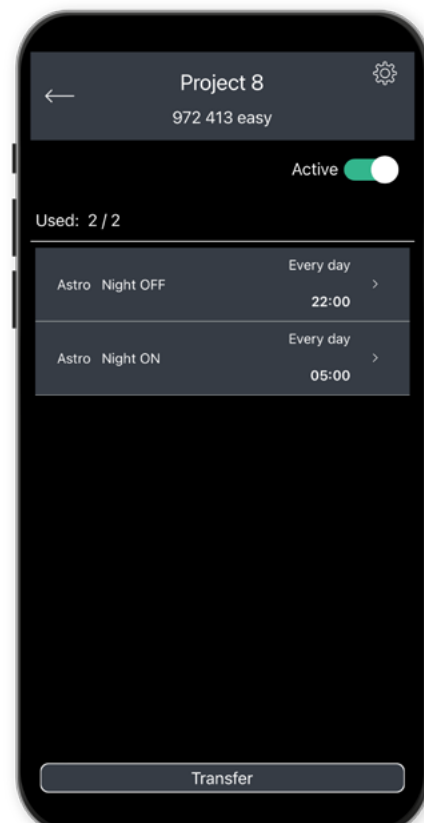 Project 8
972 413 easy
Active
Used: 2 / 2
Every day
Astro Night OFF
22:00
Every day
Astro Night ON
05:00
Transfer